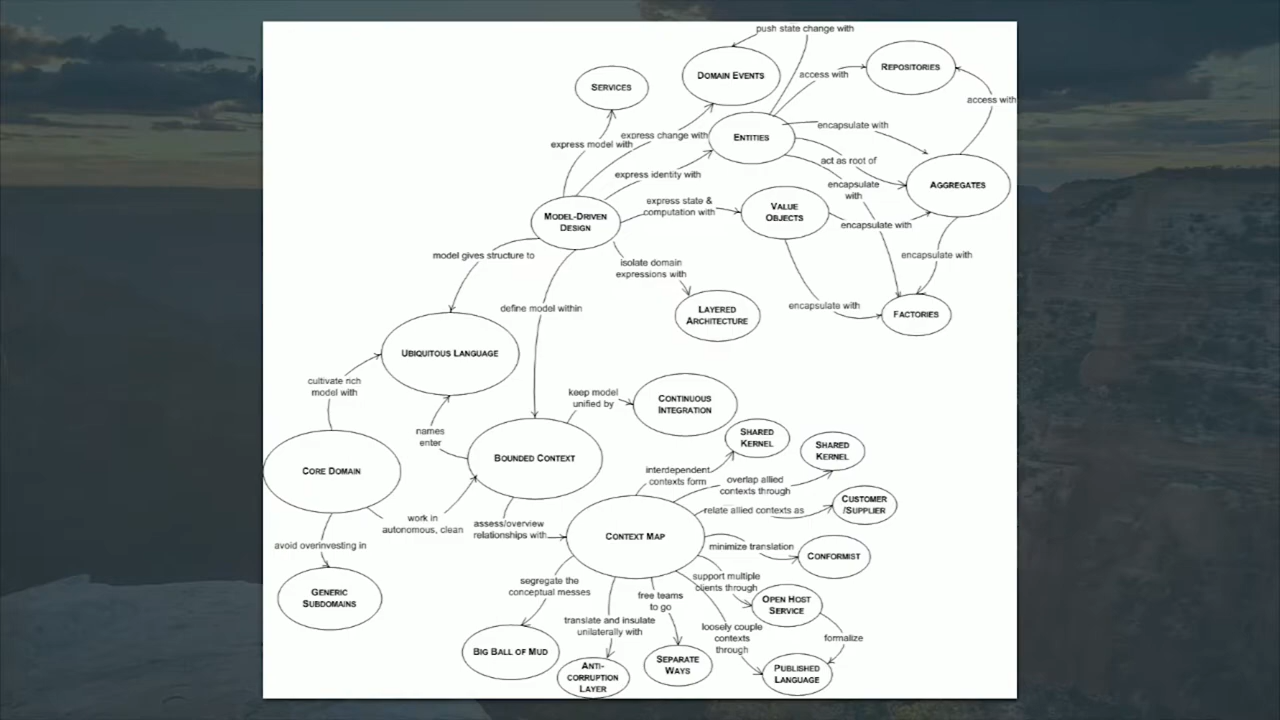 push state change with
DOMAIN EVENTS
REPOSITORIES
access with
SERVICES
access with
express change with
ENTITIES
encapsulate with
express model with
act as root of
express identity with
encapsulate
with
AGGREGATES
express state &
computation with
VALUE
OBJECTS
MODEL-DRIVEN
DESIGN
encapsulate with
model gives structure to
isolate domain
expressions with
encapsulate with
define model within
encapsulate with
LAYERED
ARCHITECTURE
FACTORIES
UBIQUITOUS LANGUAGE
cultivate rich
model with
keep model
unified by
CONTINUOUS
INTEGRATION
names
enter
SHARED
KERNEL
SHARED
KERNEL
CORE DOMAIN
BOUNDED CONTEXT
interdependent
contexts form
overlap allied
contexts through
work in
autonomous, clean
assess/overview
relationships with
relate allied contexts as
CUSTOMER
/SUPPLIER
CONTEXT MAP
avoid overinvesting in
minimize translation
CONFORMIST
GENERIC
SUBDOMAINS
segregate the
conceptual messes
free teams
to go
support multiple
clients through
OPEN HOST
SERVICE
translate and insulate
unilaterally with
loosely couple
contexts
through
formalize
BIG BALL OF MUD
ANTI-
CORRUPTION
LAYER
SEPARATE
WAYS
PUBLISHED
LANGUAGE